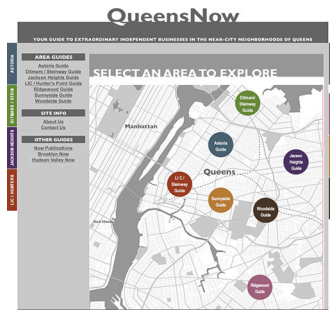 QueensNow
YOUR GUIDE TO EXTRAORDINARY INDEPENDENT BUSINESSES IN THE NEAR-CITY NEIGHBORHOODS OF QUEENS
ASTORIA
DITMARS / STEIN
JACKSON HEIGHTS
LIC / HUNTERS
AREA GUIDES
Astoria Guide
Ditmars / Steinway Guide
Jackson Heights Guide
LIC / Hunter's Point Guide
Ridgewood Guide
Sunnyside Guide
Woodside Guide
SITE INFO
About Us
Contact Us
OTHER GUIDES
New Publications
Brooklyn Now
Hudson Valley Now
SELECT AN AREA TO EXPLORE
Manhattan
Queens
Ditmars/
Steinway
Guide
Astoria
Guide
Jackson
Heights
Guide
LIC /
Steinway
Guide
Sunnyside
Guide
Woodside
Guide
Ridgewood
Guide